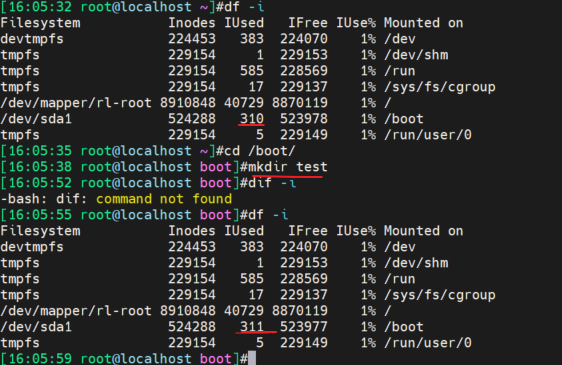 [16:05:32 root@localhost ~]#df -i
Filesystem Inodes IUsed IFree IUse% Mounted on
devtmpfs 224453 383 224070 1% /dev
tmpfs 229154 1 229153 1% /dev/shm
tmpfs 229154 585 228569 1% /run
tmpfs 229154 17 229137 1% /sys/fs/cgroup
/dev/mapper/rl-root 8910848 40729 8870119 1% /
/dev/sda1 524288 310 523978 1% /boot
tmpfs 229154 5 229149 1% /run/user/0
[16:05:35 root@localhost ~]#cd /boot/
[16:05:38 root@localhost boot]#mkdir test
[16:05:52 root@localhost boot]#dif -i
-bash: dif: command not found
[16:05:55 root@localhost boot]#df -i
Filesystem Inodes IUsed IFree IUse% Mounted on
devtmpfs 224453 383 224070 1% /dev
tmpfs 229154 1 229153 1% /dev/shm
tmpfs 229154 585 228569 1% /run
tmpfs 229154 17 229137 1% /sys/fs/cgroup
/dev/mapper/rl-root 8910848 40729 8870119 1% /
/dev/sda1 524288 311 523977 1% /boot
tmpfs 229154 5 229149 1% /run/user/0
[16:05:59 root@localhost boot]#